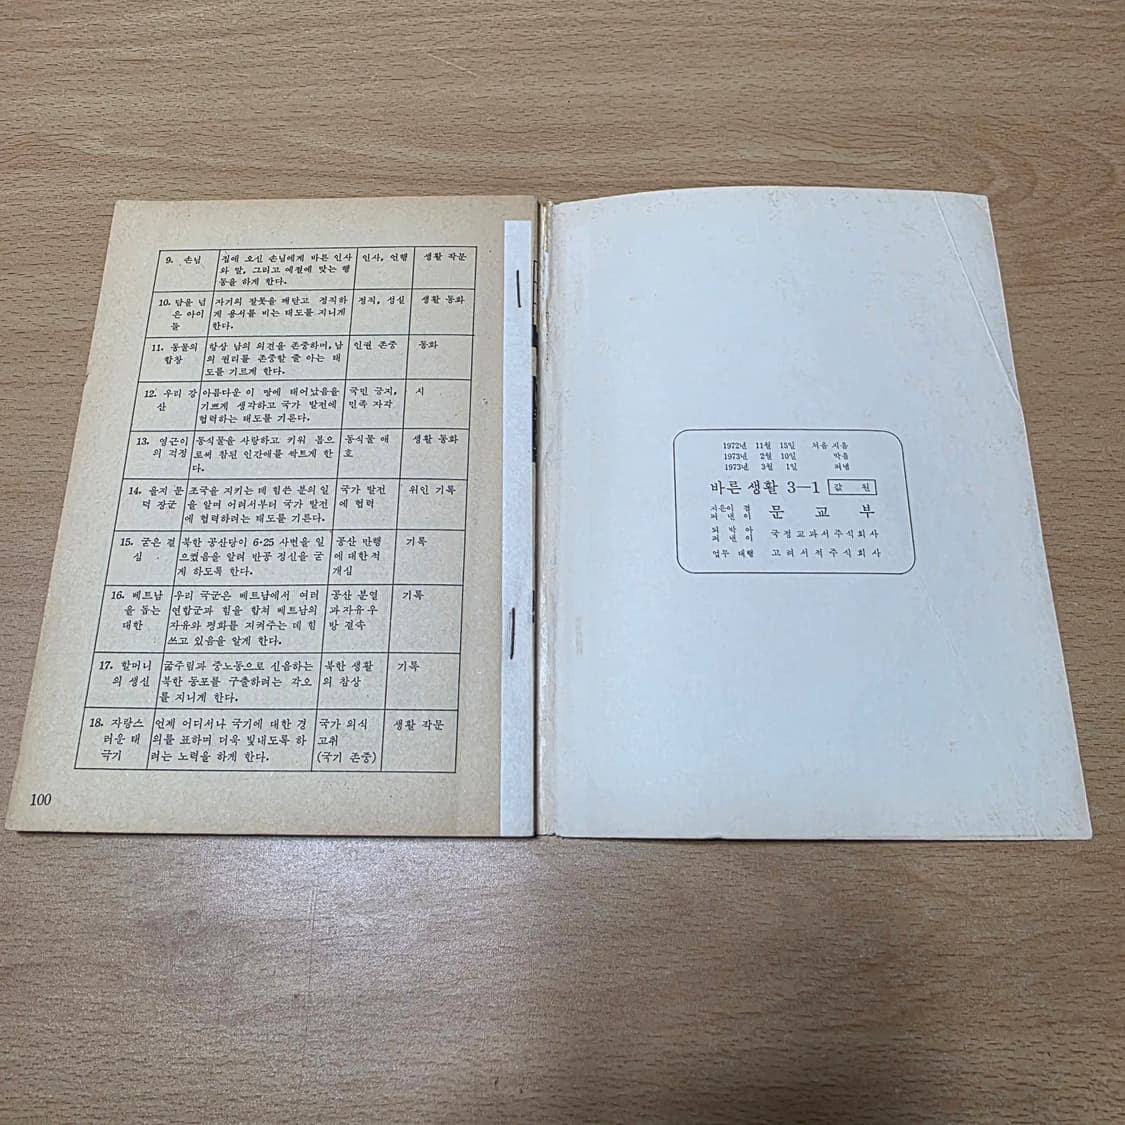 9. 손님 집에 오신 손님에게 바른 인사 인사, 언행 생활 작문
와 말, 그리고 예절에 맞는 행
동을 하게 한다.
10. 담을 넘 자기의 잘못을 깨닫고 정직하 정직, 성실 생활 동화
은 아이 게 용서를 비는 태도를 지니게
들 한다.
11. 동물의 항상 남의 의견을 존중하며, 남 인권 존중 동화
합창 의 권리를 존중할 줄 아는 태
도를 기르게 한다.
12. 우리 강 아름다운 이 땅에 태어났음을 국민 긍지, 시
산 기쁘게 생각하고 국가 발전에 민족 자각
협력하는 태도를 기른다.
13. 영근이 동식물을 사랑하고 키워 봄으 동식물 애 생활 동화
의 걱정 로써 참된 인간애를 싹트게 한 호
다.
14. 을지 문 조국을 지키는 데 힘쓴 분의 일 국가 발전 위인 기록
덕 장군 을 알며 어려서부터 국가 발전 에 협력
에 협력하려는 태도를 기른다.
15. 굳은 결 북한 공산당이 6·25 사변을 일 공산 만행 기록
심 으켰음을 알려 반공 정신을 굳 에 대한 적
게 하도록 한다. 개심
16. 베트남 우리 국군은 베트남에서 여러 공산 분열 기록
을 돕는 연합군과 힘을 합쳐 베트남의 과 자유 우
대한 자유와 평화를 지켜주는 데 힘 방 결속
쓰고 있음을 알게 한다.
17. 할머니 굶주림과 중노동으로 신음하는 북한 생활 기록
의 생신 북한 동포를 구출하려는 각오 의 참상
를 지니게 한다.
18. 자랑스 언제 어디서나 국기에 대한 경 국가 의식 생활 작문
러운 태 의를 표하며 더욱 빛내도록 하 고취
극기 려는 노력을 하게 한다. (국기 존중)
100
1972년 11월 15일 처음 지음
1973년 2월 10일 박음
1973년 3월 1일 펴냄
바른 생활 3—1 값 원
지은이 겸
펴낸이 문교부
되박아
펴낸이 국정교과서주식회사
업무 대행 고려서적주식회사